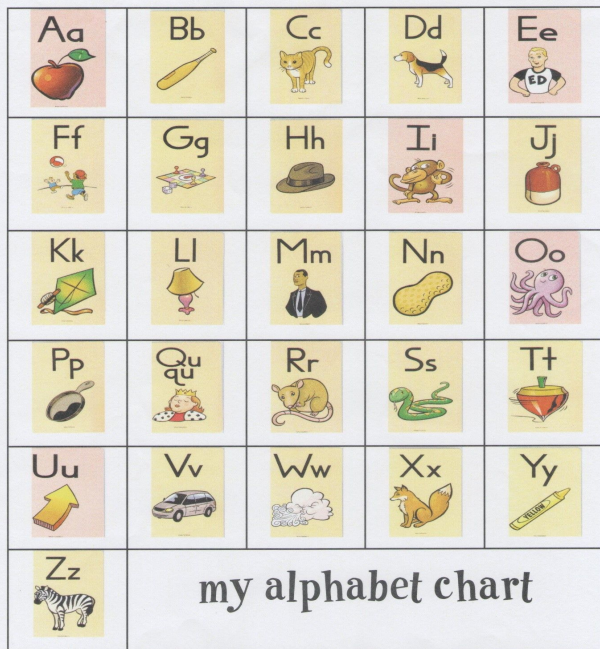 Aa
Bb
Cc
Dd
Ee
ED
Ff
Gg
Hh
Ii
Jj
Kk
Ll
Mm
Nn
Oo
Pp
Qu
qu
Rr
Ss
Tt
Uu
Vv
Ww
Xx
Yy
YELLOW
Zz
my alphabet chart